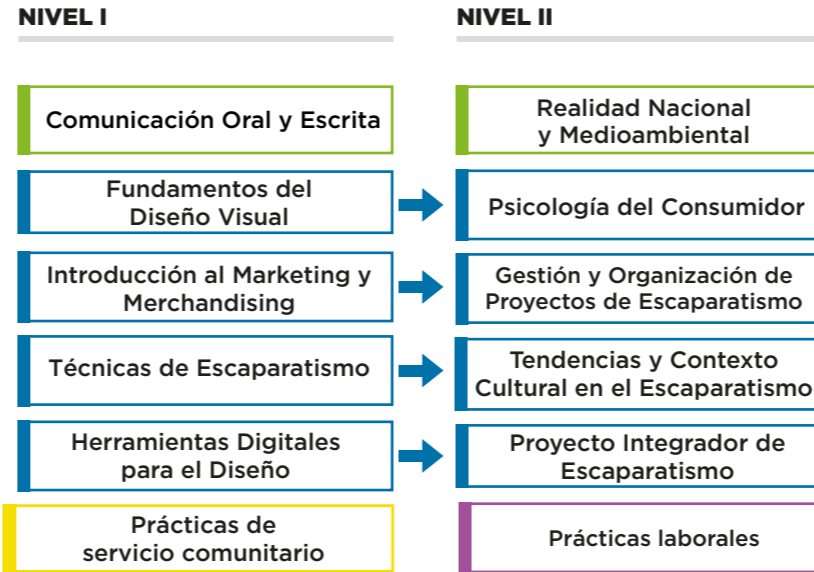 NIVEL I
Comunicación Oral y Escrita
Fundamentos del
Diseño Visual
Introducción al Marketing y
Merchandising
Técnicas de Escaparatismo
Herramientas Digitales
para el Diseño
Prácticas de
servicio comunitario
NIVEL II
Realidad Nacional
y Medioambiental
Psicología del Consumidor
Gestión y Organización de
Proyectos de Escaparatismo
Tendencias y Contexto
Cultural en el Escaparatismo
Proyecto Integrador de
Escaparatismo
Prácticas laborales